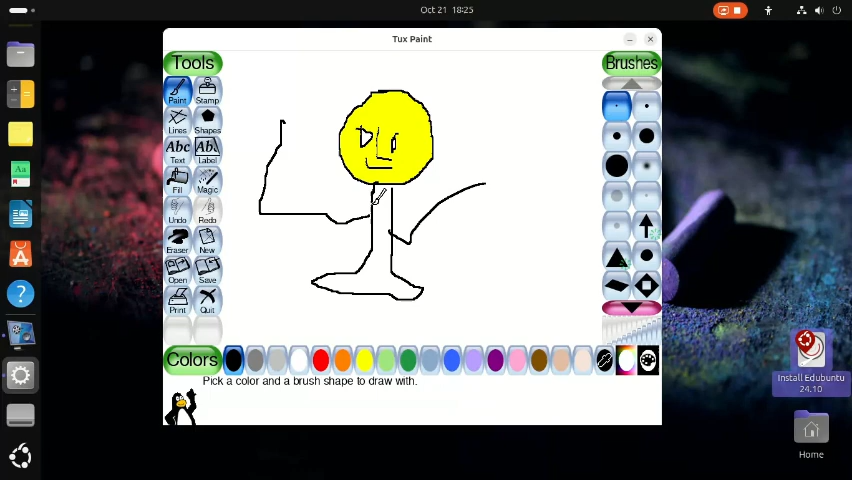 Oct 21 18:25
Tux Paint
Tools
Brushes
Paint
Stamp
Lines
Shapes
Abc
Abc
Text
Label
Fill
Magic
Undo
Redo
Eraser
New
Open
Save
Print
Quit
Colors
Pick a color and a brush shape to draw with.
Install Edubuntu
24.10
Home